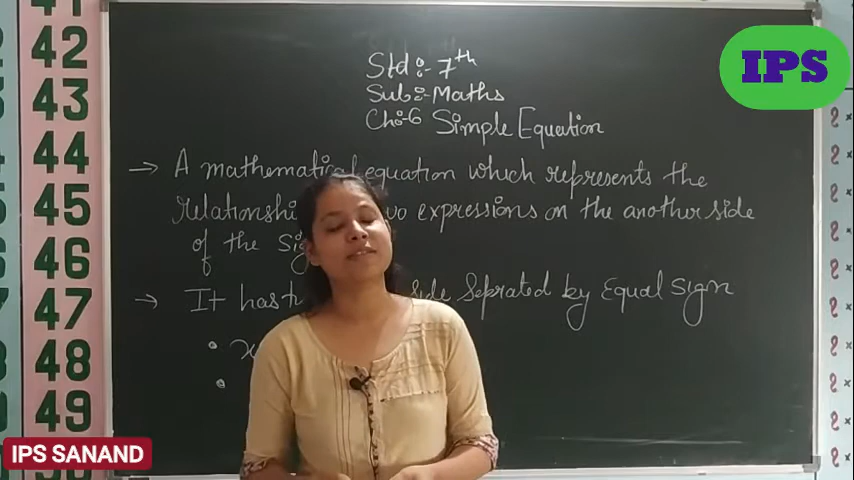 Std :- 7th
Sub :- Maths
Ch :- 6 Simple Equation
→ A mathematical equation which represents the
expressions on the another side
of the
→ It has side seprated by Equal sign
IPS
41
42
43
44
45
46
47
48
49
IPS SANAND